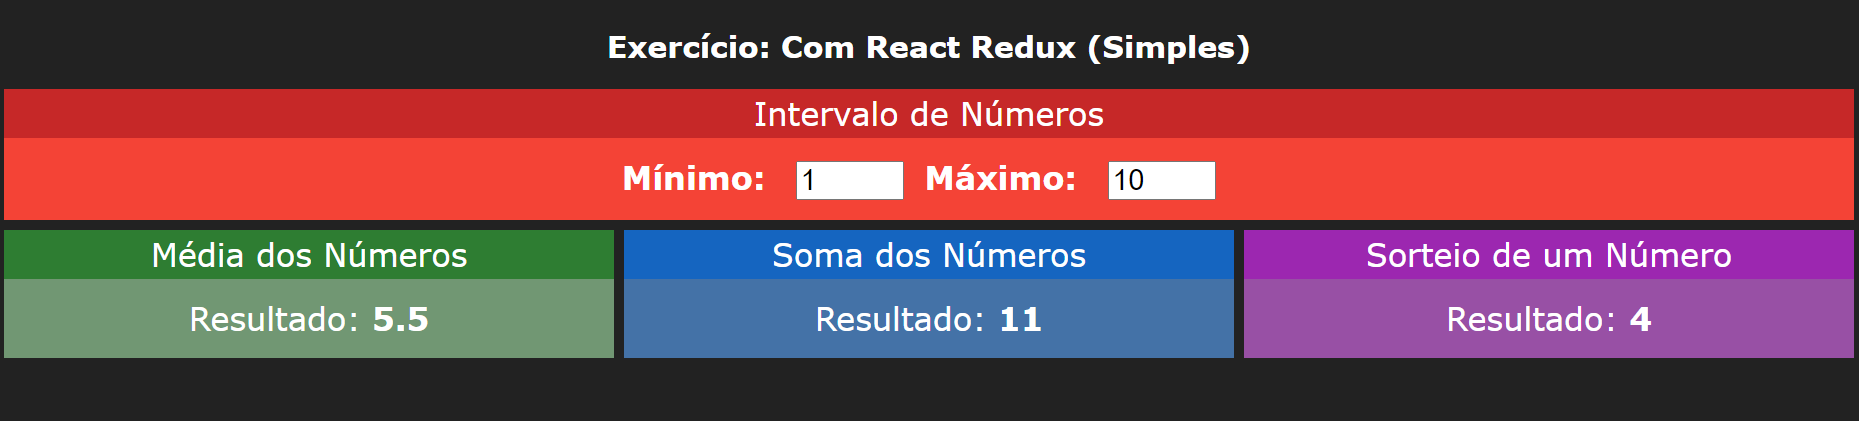 Exercício: Com React Redux (Simples)
Intervalo de Números
Mínimo: 1 Máximo: 10
Média dos Números
Resultado: 5.5
Soma dos Números
Resultado: 11
Sorteio de um Número
Resultado: 4